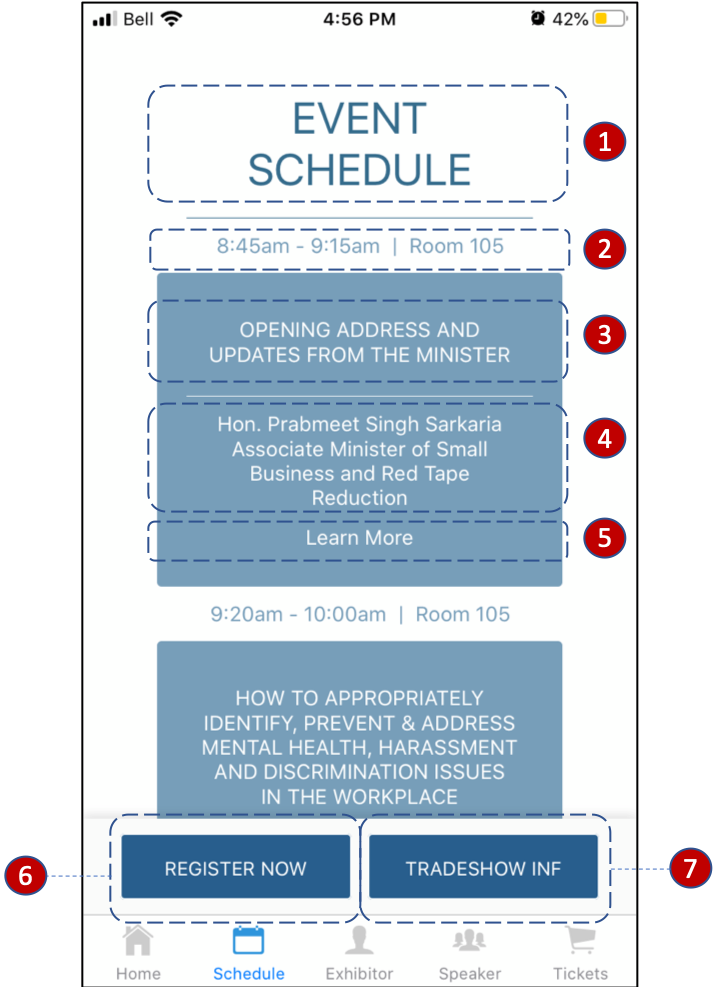 Bell 4:56 PM 42%
EVENT
SCHEDULE
1
8:45am - 9:15am | Room 105
2
OPENING ADDRESS AND
UPDATES FROM THE MINISTER
3
Hon. Prabmeet Singh Sarkaria
Associate Minister of Small
Business and Red Tape
Reduction
4
Learn More
5
9:20am - 10:00am | Room 105
HOW TO APPROPRIATELY
IDENTIFY, PREVENT & ADDRESS
MENTAL HEALTH, HARASSMENT
AND DISCRIMINATION ISSUES
IN THE WORKPLACE
6 REGISTER NOW TRADESHOW INF 7
Home Schedule Exhibitor Speaker Tickets